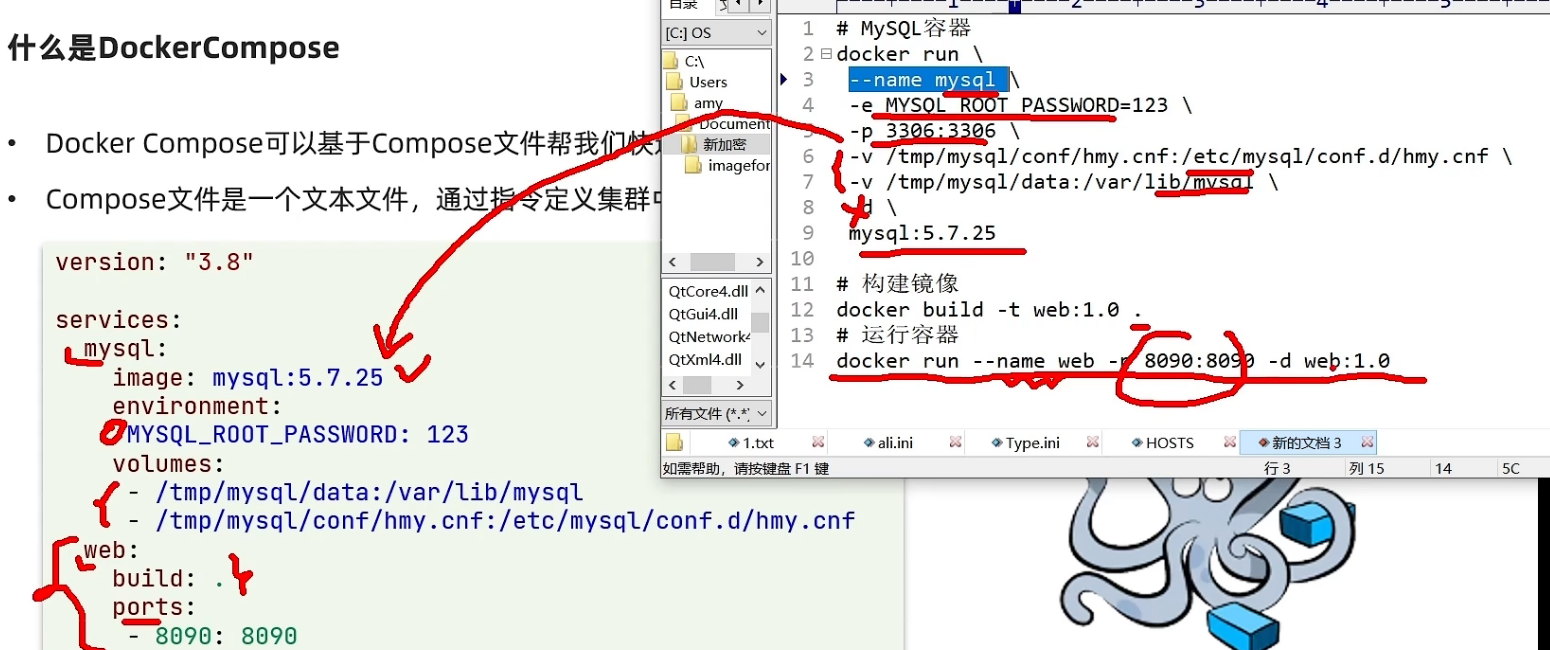 什么是DockerCompose
• Docker Compose可以基于Compose文件帮我们快
• Compose文件是一个文本文件，通过指令定义集群中
version: "3.8"
services:
mysql:
image: mysql:5.7.25
environment:
MYSQL_ROOT_PASSWORD: 123
volumes:
- /tmp/mysql/data:/var/lib/mysql
- /tmp/mysql/conf/hmy.cnf:/etc/mysql/conf.d/hmy.cnf
web:
build: .
ports:
- 8090: 8090
目录
[C:] OS
C:\
Users
amy
Document
新加密
imagefor
QtCore4.dll
QtGui4.dll
QtNetwork4
QtXml4.dll
所有文件 (*.*)
1 # MySQL容器
2 docker run \
3 --name mysql \
4 -e MYSQL_ROOT_PASSWORD=123 \
5 -p 3306:3306 \
6 -v /tmp/mysql/conf/hmy.cnf:/etc/mysql/conf.d/hmy.cnf \
7 -v /tmp/mysql/data:/var/lib/mysql \
8 -d \
9 mysql:5.7.25
10
11 # 构建镜像
12 docker build -t web:1.0 .
13 # 运行容器
14 docker run --name web -p 8090:8090 -d web:1.0
1.txt ali.ini Type.ini HOSTS 新的文档 3
如需帮助，请按键盘 F1 键 行 3 列 15 14 5C